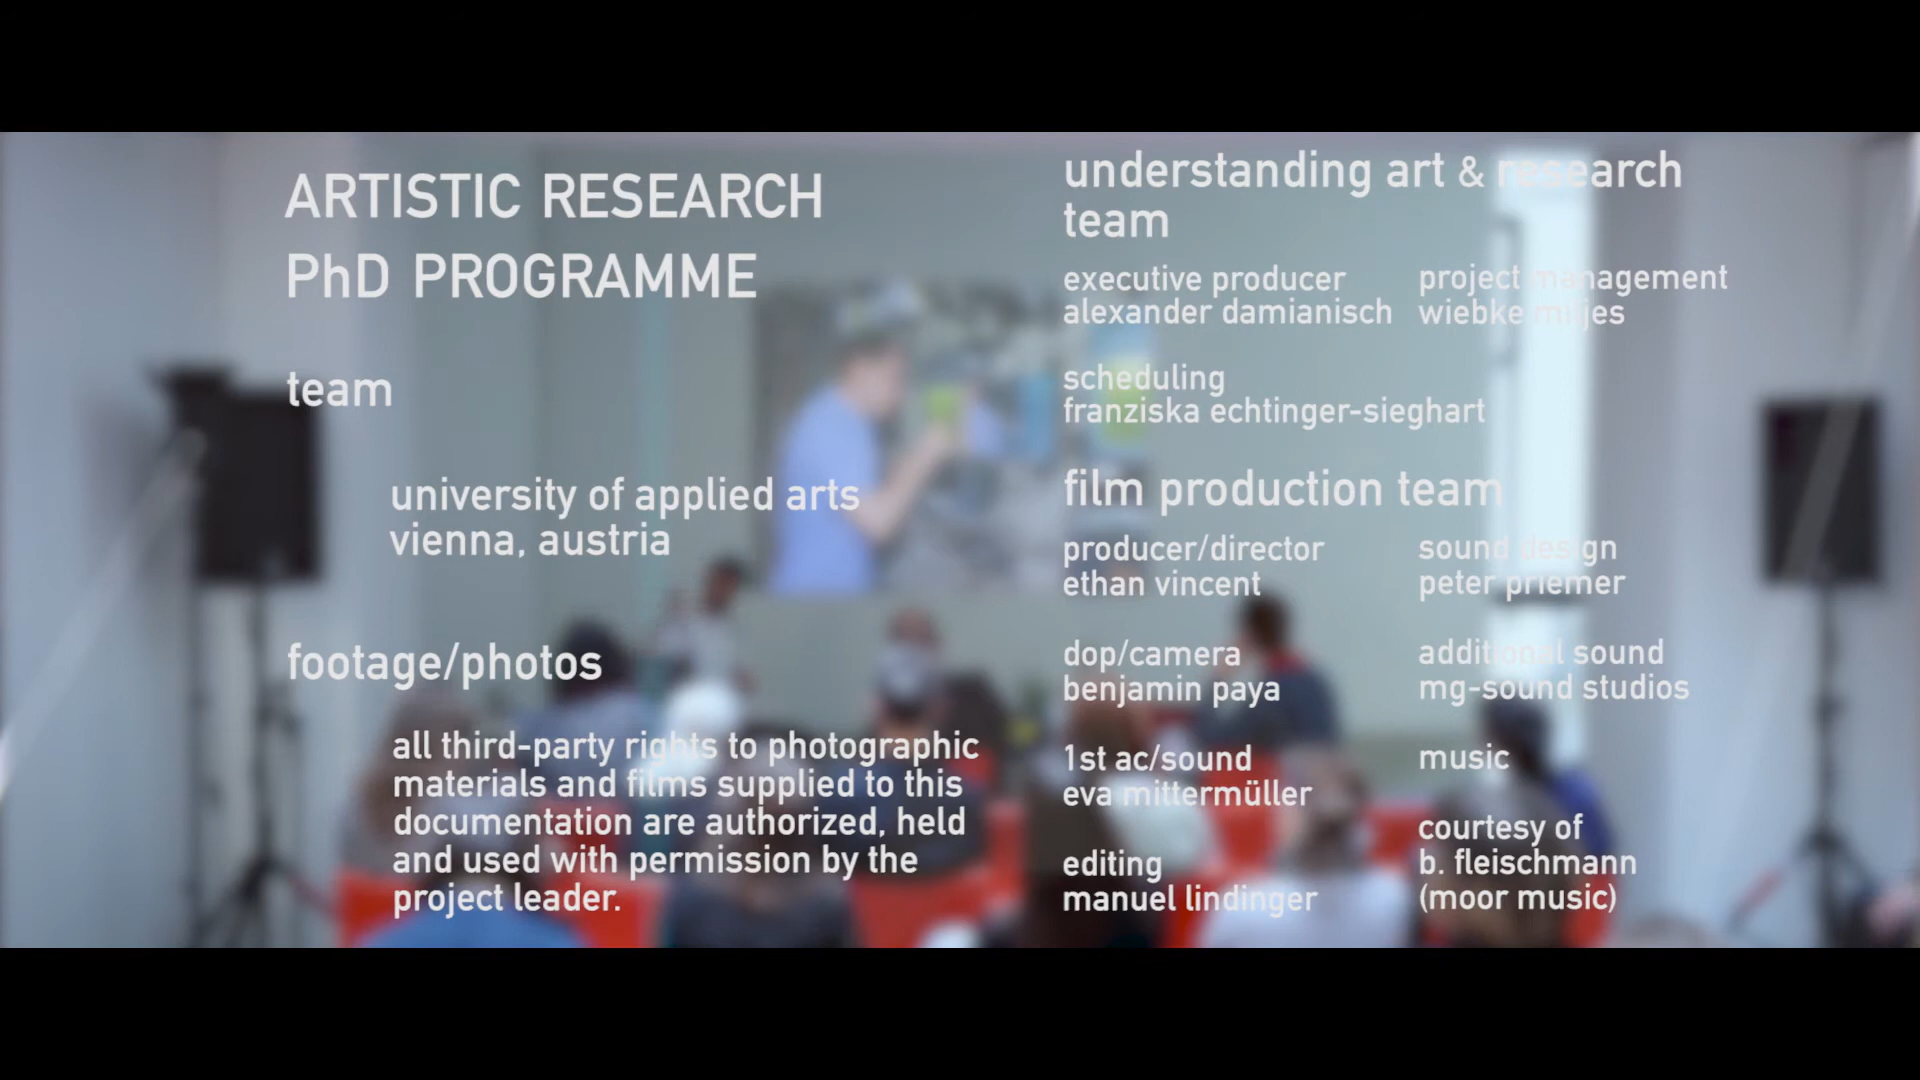 ARTISTIC RESEARCH
PhD PROGRAMME
team
university of applied arts
vienna, austria
footage/photos
all third-party rights to photographic
materials and films supplied to this
documentation are authorized, held
and used with permission by the
project leader.
understanding art & research
team
executive producer
alexander damianisch
project management
wiebke miljes
scheduling
franziska echtinger-sieghart
film production team
producer/director
ethan vincent
dop/camera
benjamin paya
1st ac/sound
eva mittermüller
editing
manuel lindinger
sound design
peter priemer
additional sound
mg-sound studios
music
courtesy of
b. fleischmann
(moor music)